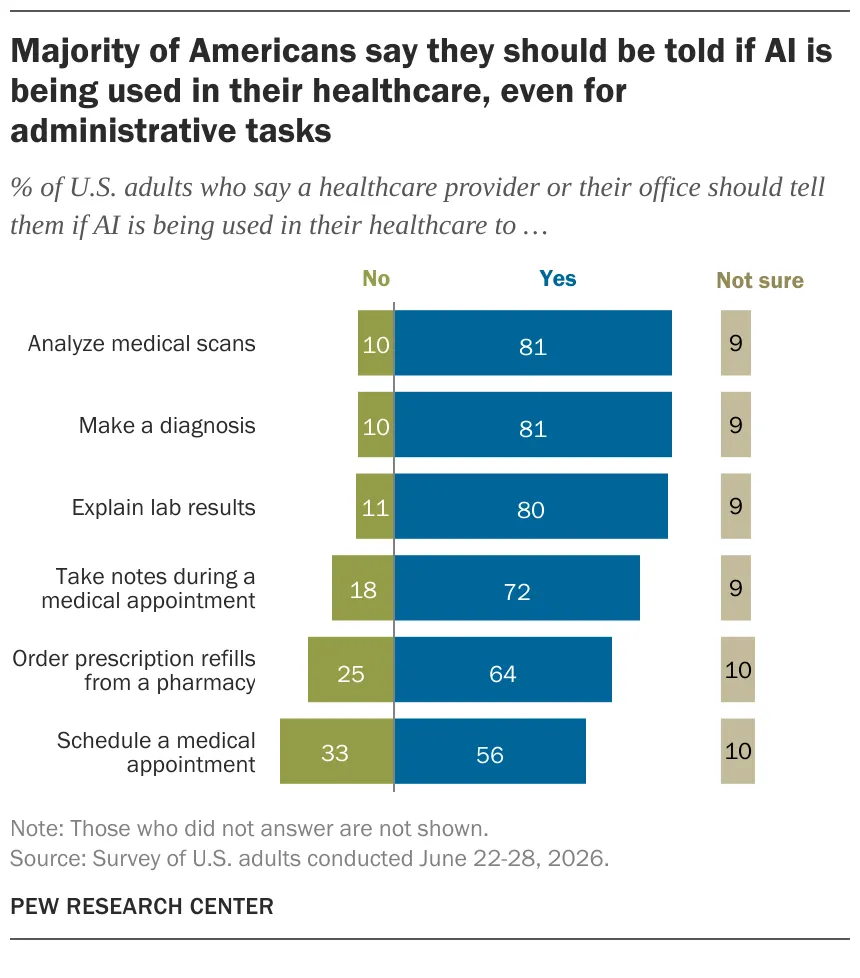 Majority of Americans say they should be told if AI is
being used in their healthcare, even for
administrative tasks
% of U.S. adults who say a healthcare provider or their office should tell
them if AI is being used in their healthcare to …
No Yes Not sure
Analyze medical scans 10 81 9
Make a diagnosis 10 81 9
Explain lab results 11 80 9
Take notes during a
medical appointment 18 72 9
Order prescription refills
from a pharmacy 25 64 10
Schedule a medical
appointment 33 56 10
Note: Those who did not answer are not shown.
Source: Survey of U.S. adults conducted June 22-28, 2026.
PEW RESEARCH CENTER